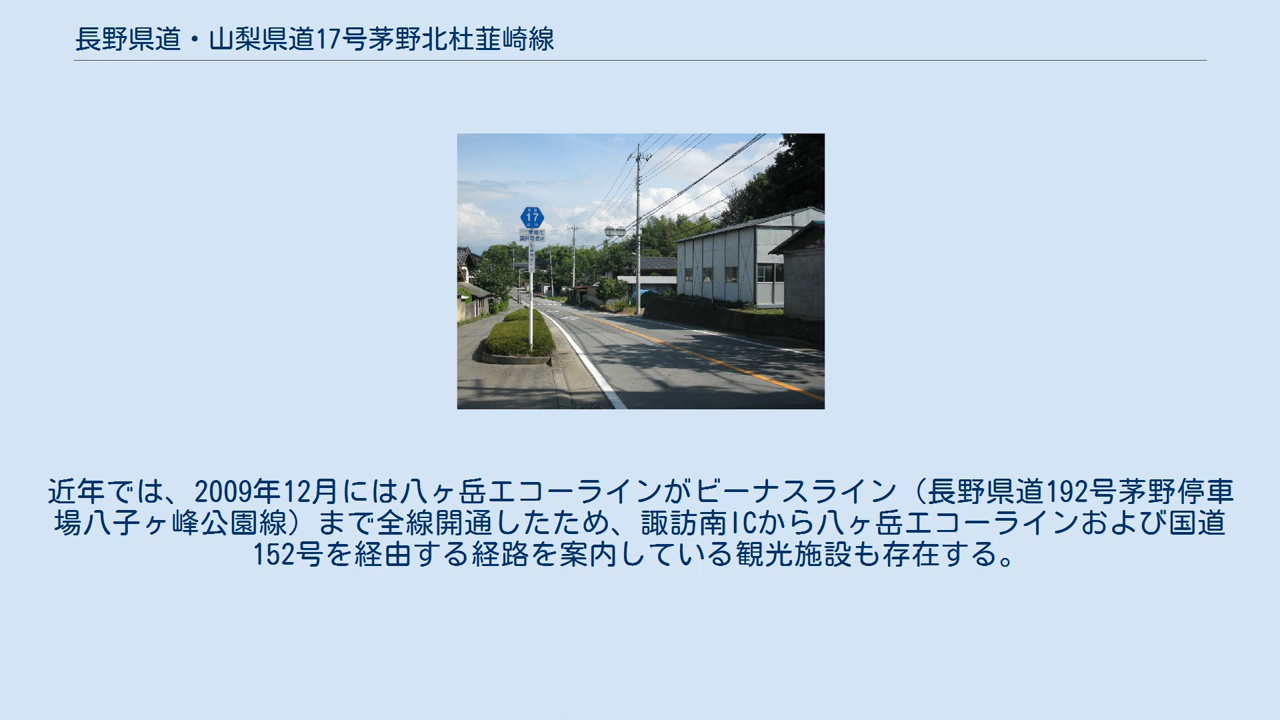 長野県道・山梨県道17号茅野北杜韮崎線
17
近年では、2009年12月には八ヶ岳エコーラインがビーナスライン（長野県道192号茅野停車
場八子ヶ峰公園線）まで全線開通したため、諏訪南ICから八ヶ岳エコーラインおよび国道
152号を経由する経路を案内している観光施設も存在する。